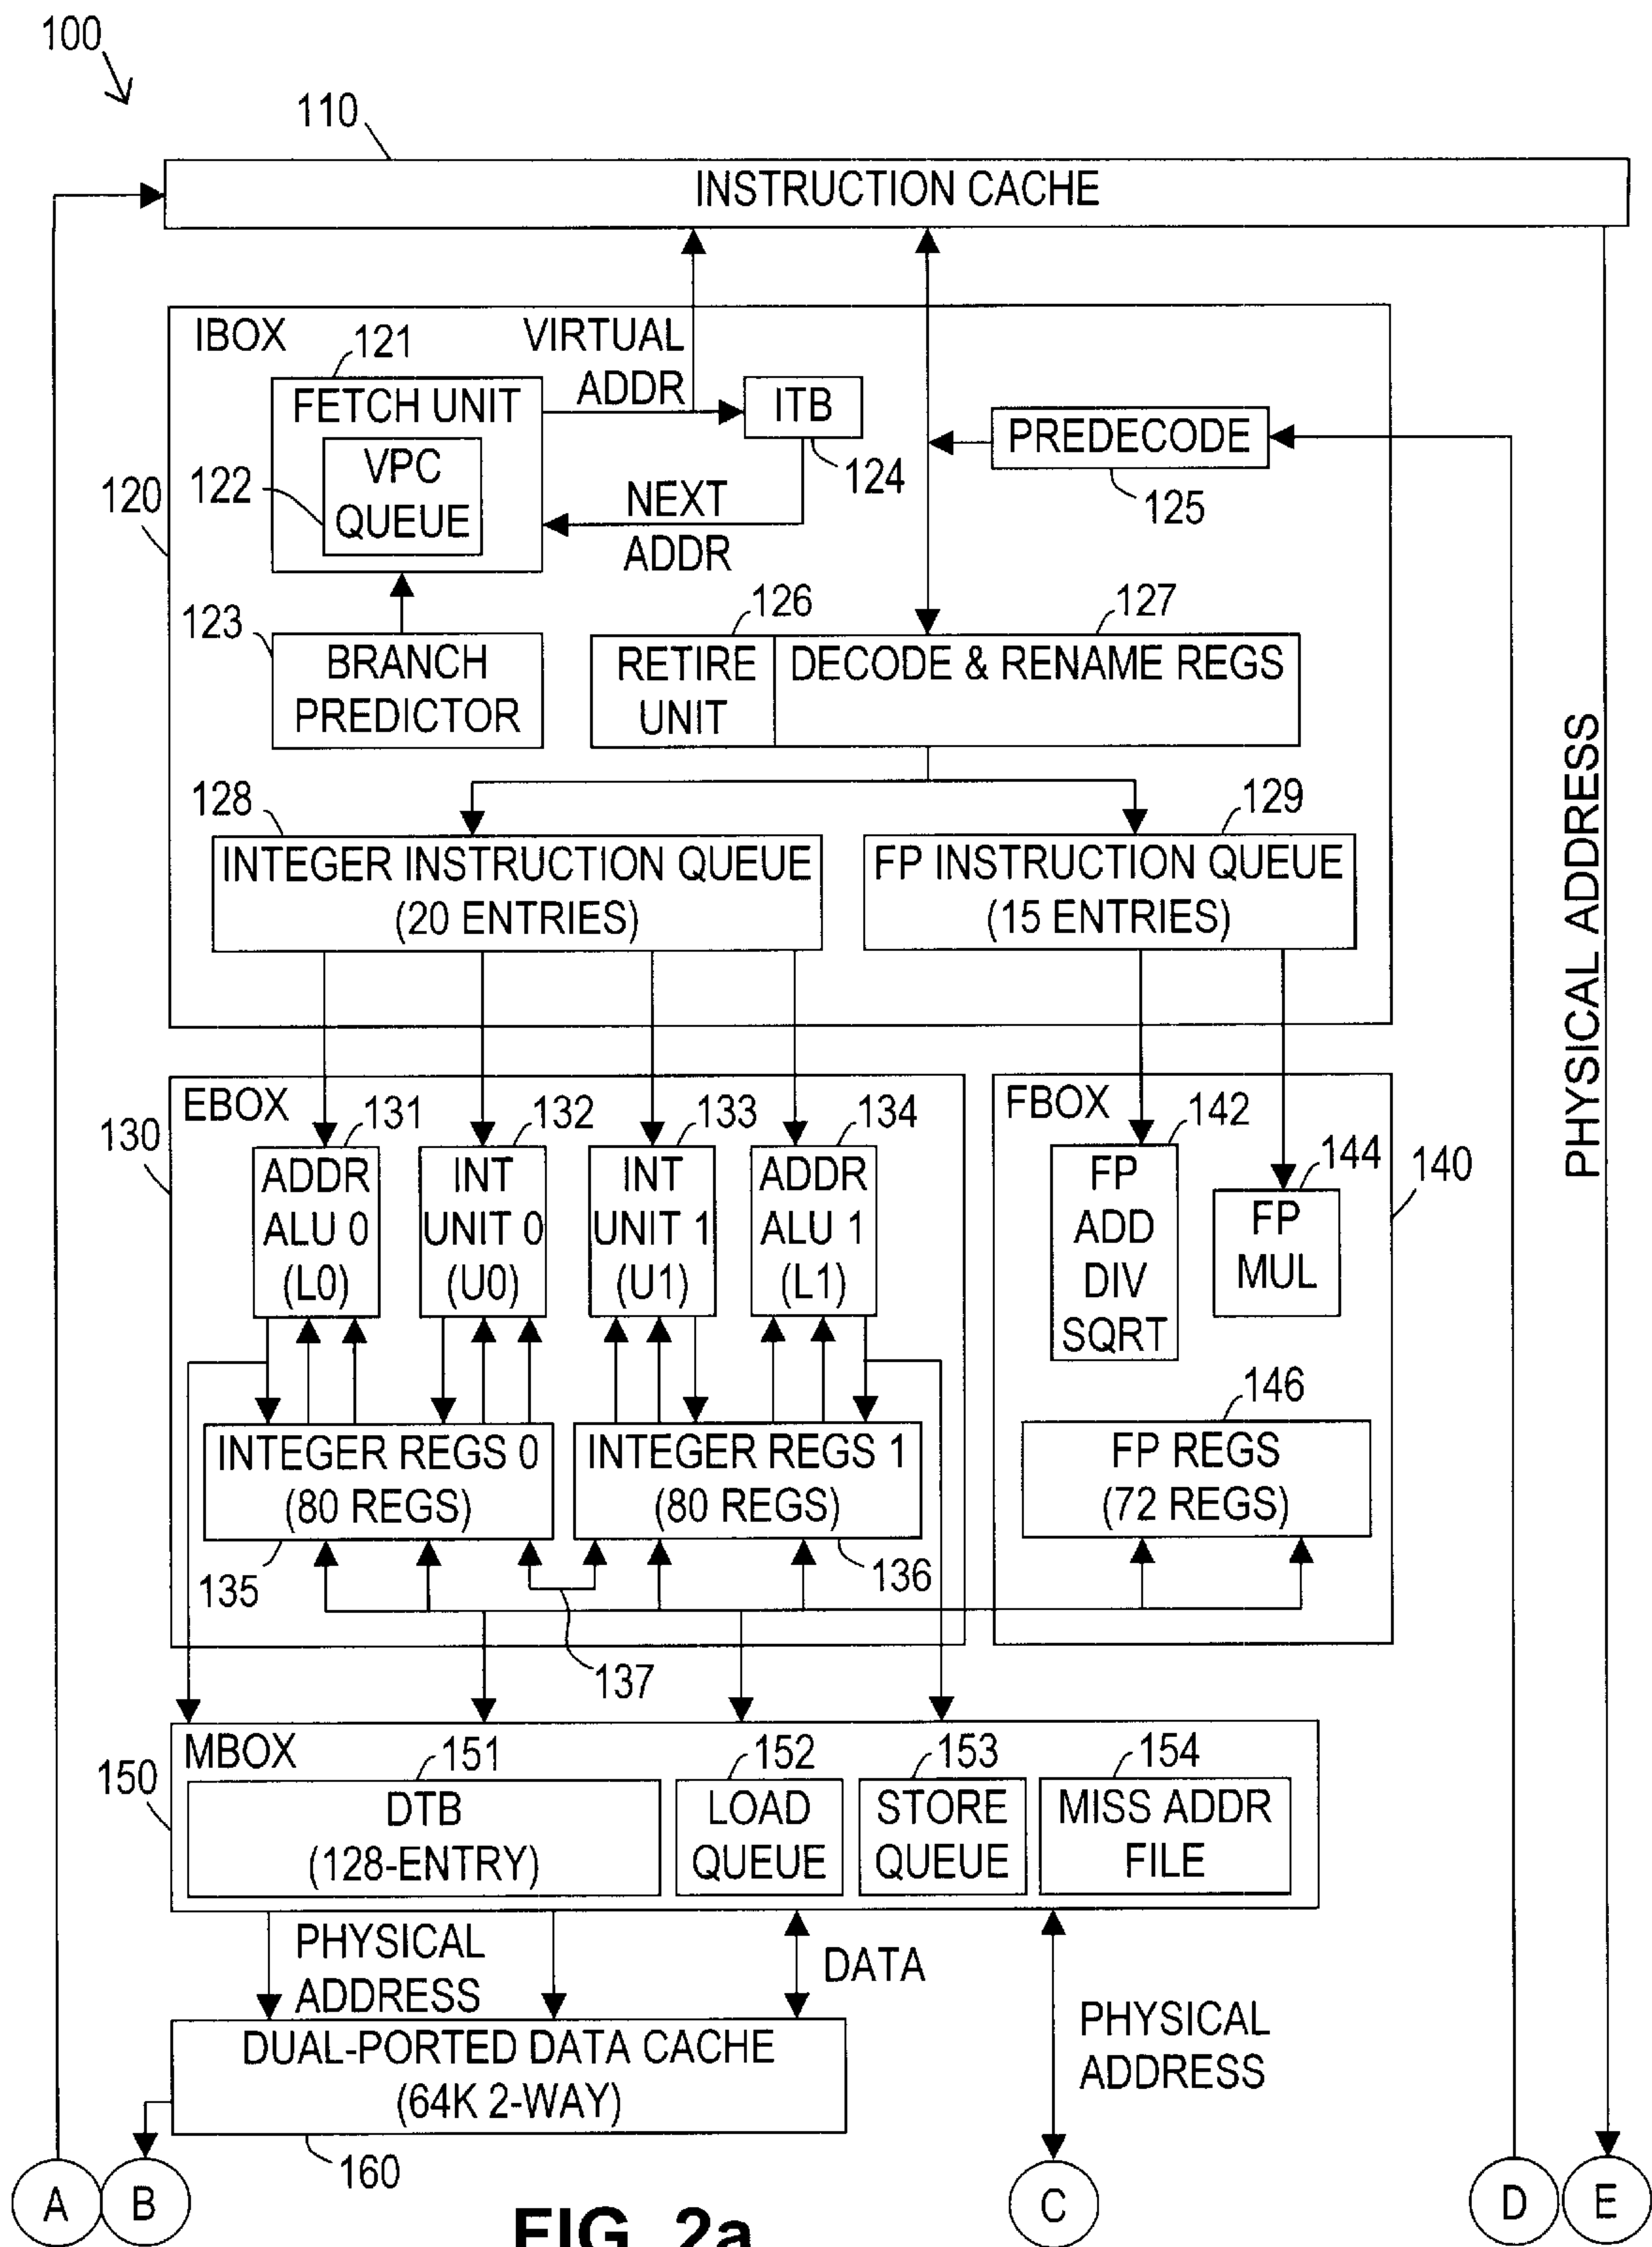 100
110
INSTRUCTION CACHE
IBOX
121
VIRTUAL
ADDR
FETCH UNIT
ITB
PREDECODE
VPC
QUEUE
122
124
125
120
NEXT
ADDR
126
127
123
BRANCH
PREDICTOR
RETIRE
UNIT
DECODE & RENAME REGS
PHYSICAL ADDRESS
128
129
INTEGER INSTRUCTION QUEUE
(20 ENTRIES)
FP INSTRUCTION QUEUE
(15 ENTRIES)
EBOX
131
132
133
134
FBOX
142
130
144
140
ADDR
ALU 0
(L0)
INT
UNIT 0
(U0)
INT
UNIT 1
(U1)
ADDR
ALU 1
(L1)
FP
ADD
DIV
SQRT
FP
MUL
146
INTEGER REGS 0
(80 REGS)
INTEGER REGS 1
(80 REGS)
FP REGS
(72 REGS)
135
136
137
MBOX
151
152
153
154
150
DTB
(128-ENTRY)
LOAD
QUEUE
STORE
QUEUE
MISS ADDR
FILE
PHYSICAL
ADDRESS
DATA
PHYSICAL
ADDRESS
DUAL-PORTED DATA CACHE
(64K 2-WAY)
160
A
B
C
D
E
FIG. 2a